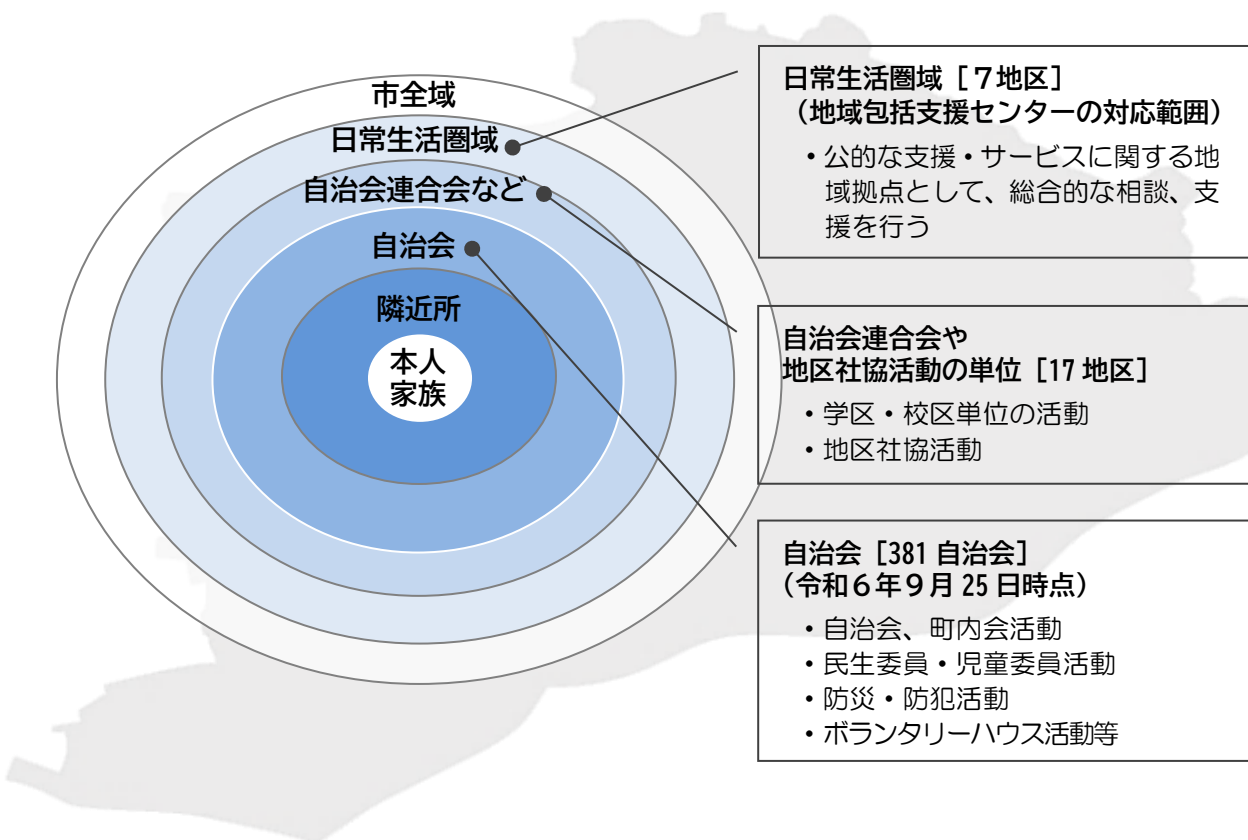 市全域
日常生活圏域
自治会連合会など
自治会
隣近所
本人
家族
日常生活圏域［７地区］
（地域包括支援センターの対応範囲）
・公的な支援・サービスに関する地
域拠点として、総合的な相談、支
援を行う
自治会連合会や
地区社協活動の単位［17 地区］
・学区・校区単位の活動
・地区社協活動
自治会［381 自治会］
（令和６年９月 25 日時点）
・自治会、町内会活動
・民生委員・児童委員活動
・防災・防犯活動
・ボランタリーハウス活動等